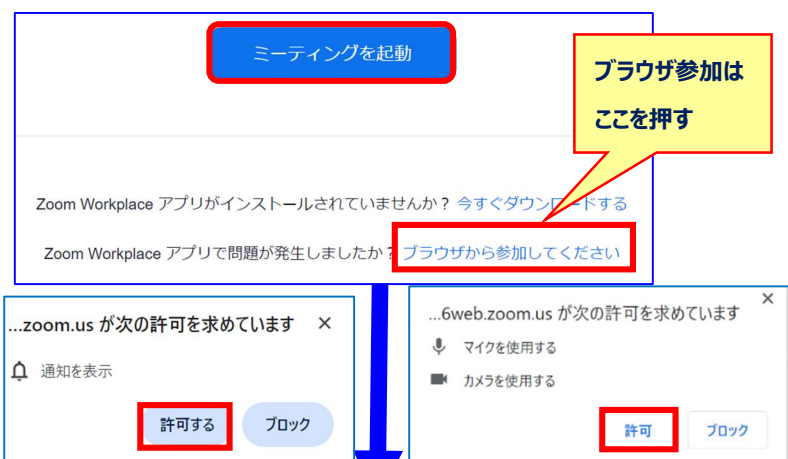 ミーティングを起動
ブラウザ参加は
ここを押す
Zoom Workplace アプリがインストールされていませんか？ 今すぐダウンロードする
Zoom Workplace アプリで問題が発生しましたか？ ブラウザから参加してください
...zoom.us が次の許可を求めています ×
通知を表示
許可する ブロック
...6web.zoom.us が次の許可を求めています ×
マイクを使用する
カメラを使用する
許可 ブロック